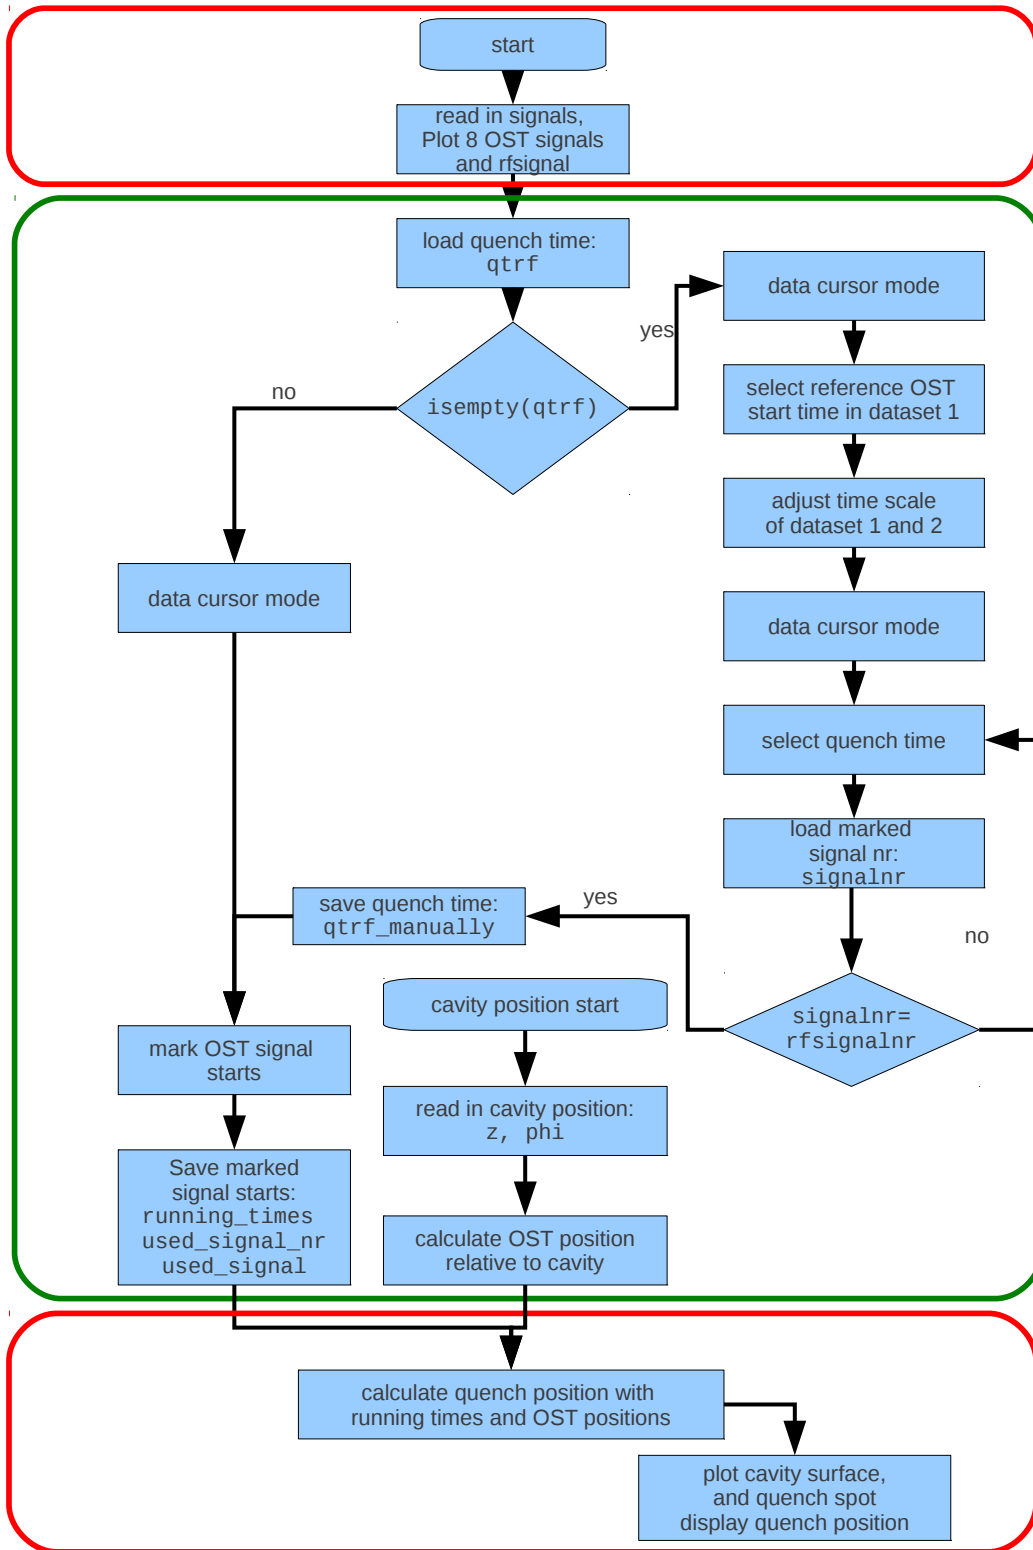 start
read in signals,
Plot 8 OST signals
and rfsignal
load quench time:
qtrf
isempty(qtrf)
yes
no
data cursor mode
select reference OST
start time in dataset 1
adjust time scale
of dataset 1 and 2
data cursor mode
data cursor mode
select quench time
load marked
signal nr:
signalnr
signalnr=
rfsignalnr
yes
no
save quench time:
qtrf_manually
mark OST signal
starts
Save marked
signal starts:
running_times
used_signal_nr
used_signal
cavity position start
read in cavity position:
z, phi
calculate OST position
relative to cavity
calculate quench position with
running times and OST positions
plot cavity surface,
and quench spot
display quench position